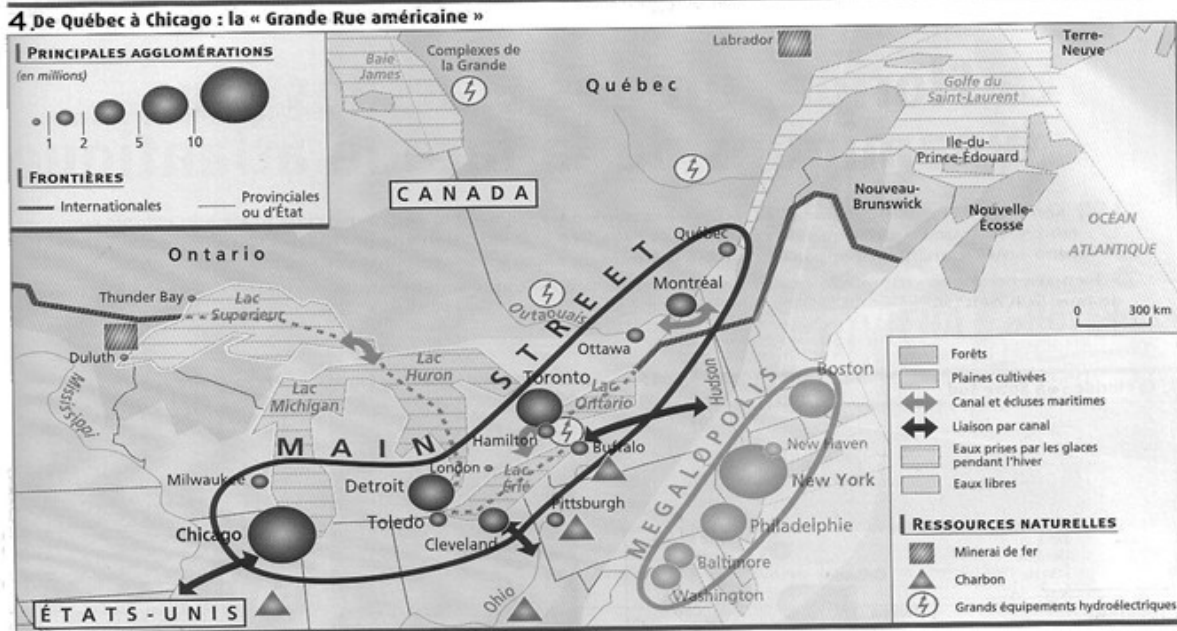 4. De Québec à Chicago : la « Grande Rue américaine »
PRINCIPALES AGGLOMÉRATIONS
(en millions)
1 2 5 10
FRONTIÈRES
Internationales
Provinciales
ou d'État
Baie
James
Complexes de
la Grande
Labrador
Québec
Terre-
Neuve
Golfe du
Saint-Laurent
Ile-du-
Prince-Édouard
CANADA
Nouveau-
Brunswick
Nouvelle-
Écosse
OCÉAN
ATLANTIQUE
0 300 km
Ontario
Thunder Bay
Lac
Supérieur
Duluth
Mississippi
Québec
Montréal
Outaouais
Ottawa
Lac
Huron
Lac
Michigan
Toronto
Lac
Ontario
Hudson
MAIN STREET
Hamilton
Buffalo
London
Lac
Érié
Milwaukee
Detroit
Toledo
Cleveland
Pittsburgh
Chicago
Ohio
ÉTATS-UNIS
MEGALOPOLIS
Boston
New Haven
New York
Philadelphie
Baltimore
Washington
Forêts
Plaines cultivées
Canal et écluses maritimes
Liaison par canal
Eaux prises par les glaces
pendant l'hiver
Eaux libres
RESSOURCES NATURELLES
Minerai de fer
Charbon
Grands équipements hydroélectriques